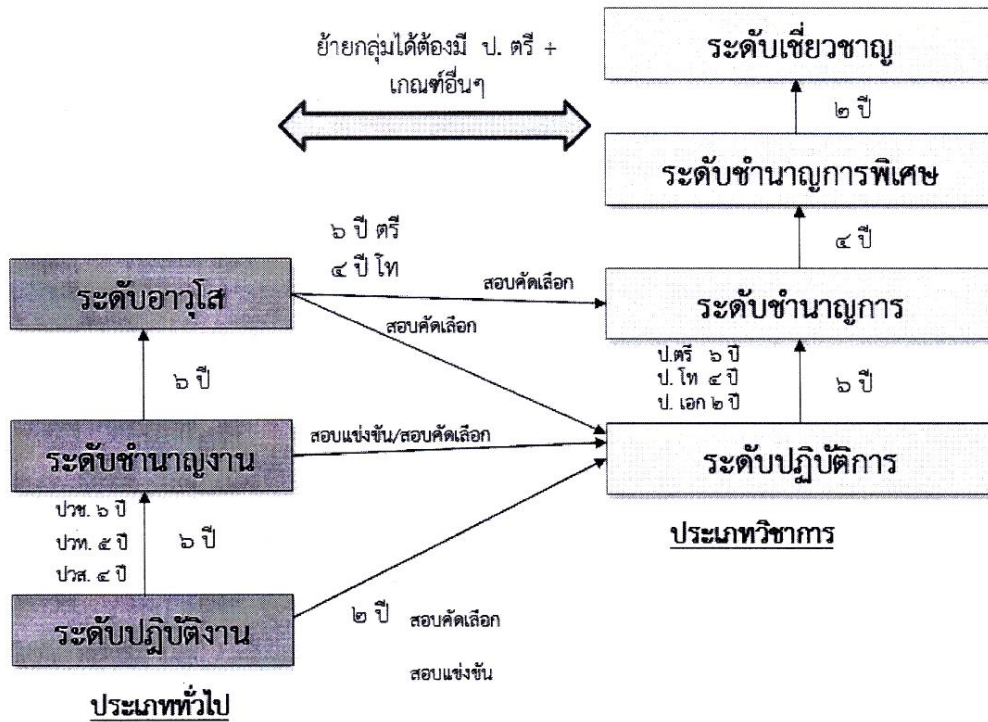 ย้ายกลุ่มได้ต้องมี ป. ตรี +
เกณฑ์อื่นๆ
ระดับเชี่ยวชาญ
๒ ปี
ระดับชำนาญการพิเศษ
๔ ปี
๖ ปี ตรี
๔ ปี โท
ระดับอาวุโส
สอบคัดเลือก
ระดับชำนาญการ
สอบคัดเลือก
๖ ปี
ป.ตรี ๖ ปี
ป. โท ๔ ปี
ป. เอก ๒ ปี
๖ ปี
ระดับชำนาญงาน
สอบแข่งขัน/สอบคัดเลือก
ระดับปฏิบัติการ
ปวช. ๖ ปี
ปวท. ๕ ปี
ปวส. ๔ ปี
๖ ปี
ประเภทวิชาการ
ระดับปฏิบัติงาน
๒ ปี สอบคัดเลือก
สอบแข่งขัน
ประเภททั่วไป